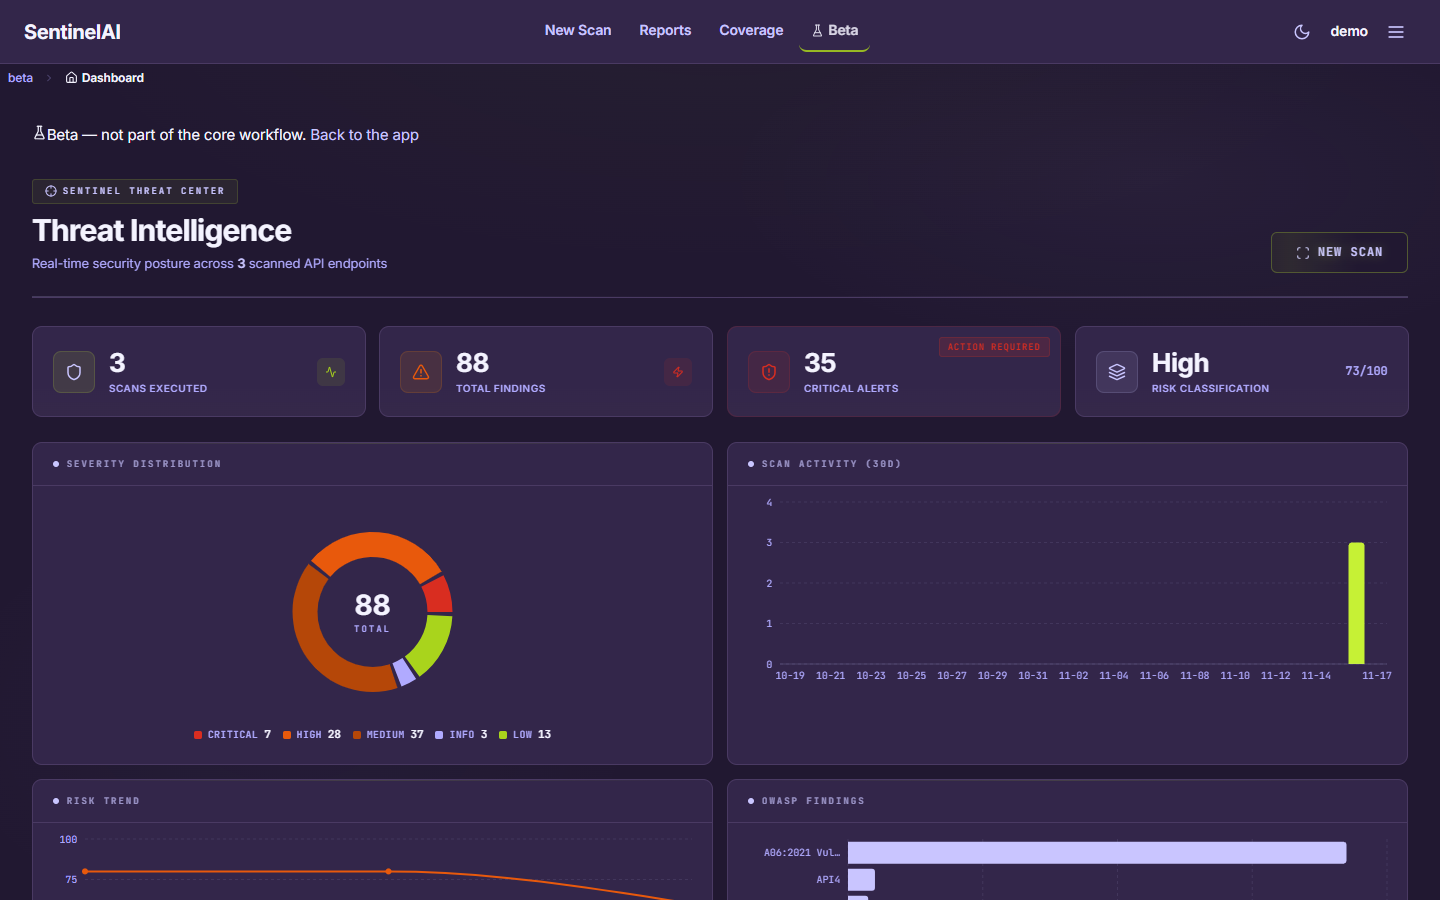 SentinelAI
New Scan Reports Coverage Beta
demo
beta > Dashboard
Beta — not part of the core workflow. Back to the app
SENTINEL THREAT CENTER
Threat Intelligence
Real-time security posture across 3 scanned API endpoints
NEW SCAN
3
SCANS EXECUTED
88
TOTAL FINDINGS
ACTION REQUIRED
35
CRITICAL ALERTS
High
RISK CLASSIFICATION
73/100
SEVERITY DISTRIBUTION
88
TOTAL
CRITICAL 7 HIGH 28 MEDIUM 37 INFO 3 LOW 13
SCAN ACTIVITY (30D)
4
3
2
1
0
10-19 10-21 10-23 10-25 10-27 10-29 10-31 11-02 11-04 11-06 11-08 11-10 11-12 11-14 11-17
RISK TREND
100
75
OWASP FINDINGS
A06:2021 Vul…
API4